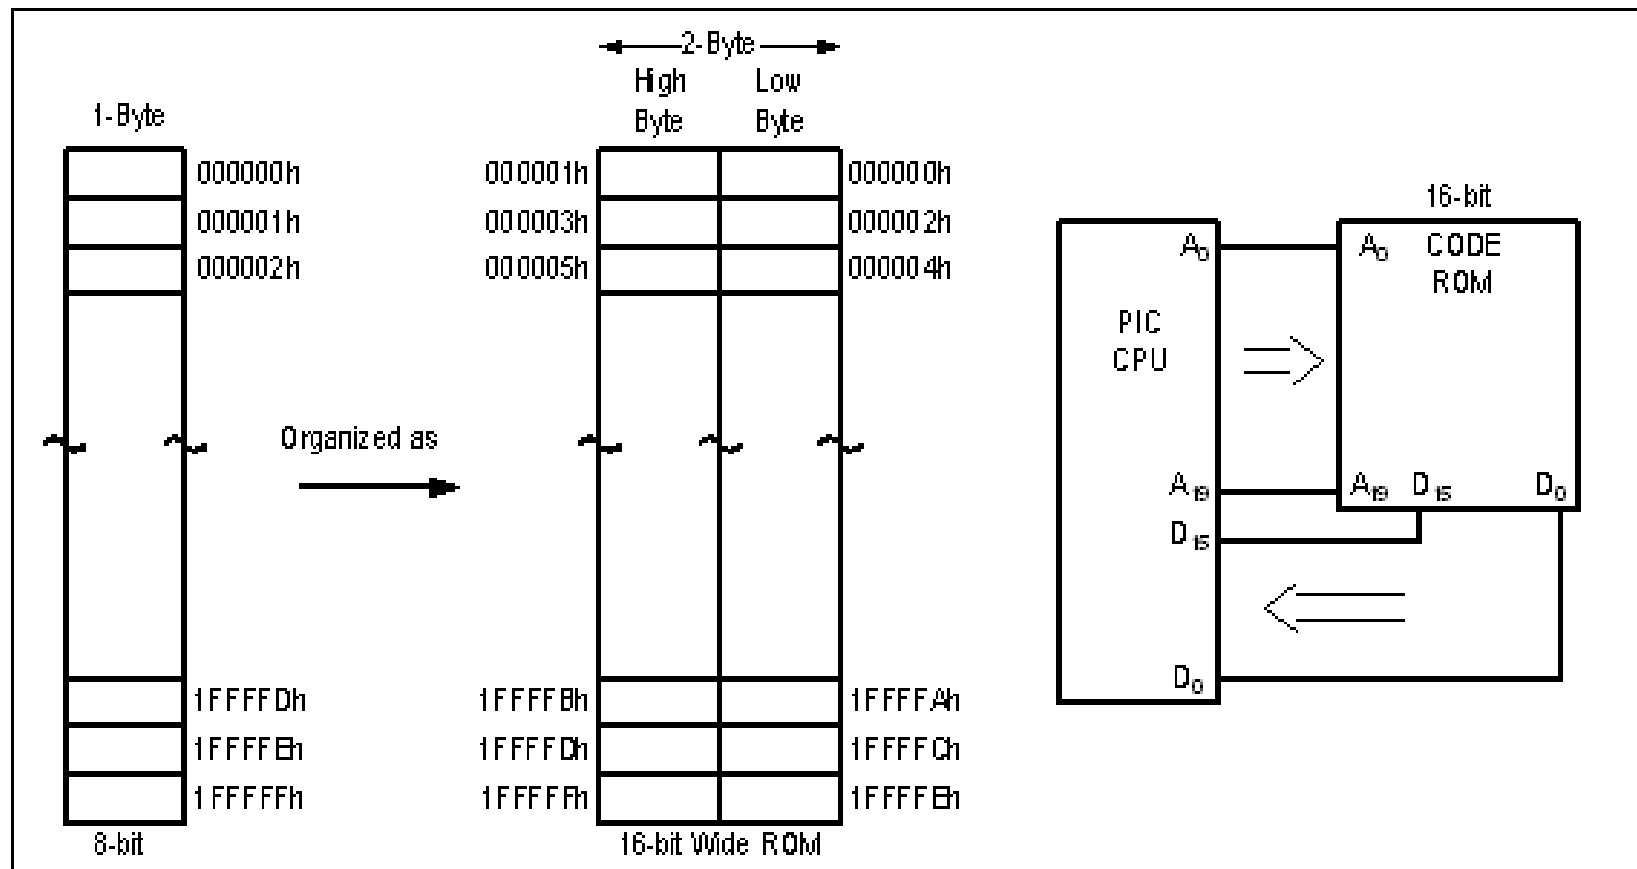 2-Byte
High Byte
Low Byte
1-Byte
000000h
000001h
000002h
1FFFFDh
1FFFFEh
1FFFFFh
8-bit
Organized as
000001h
000003h
000005h
1FFFFBh
1FFFFDh
1FFFFFh
000000h
000002h
000004h
1FFFFAh
1FFFFCh
1FFFFEh
16-bit Wide ROM
PIC
CPU
A0
A19
D15
D0
16-bit
CODE
ROM
A0
A19 D15 D0